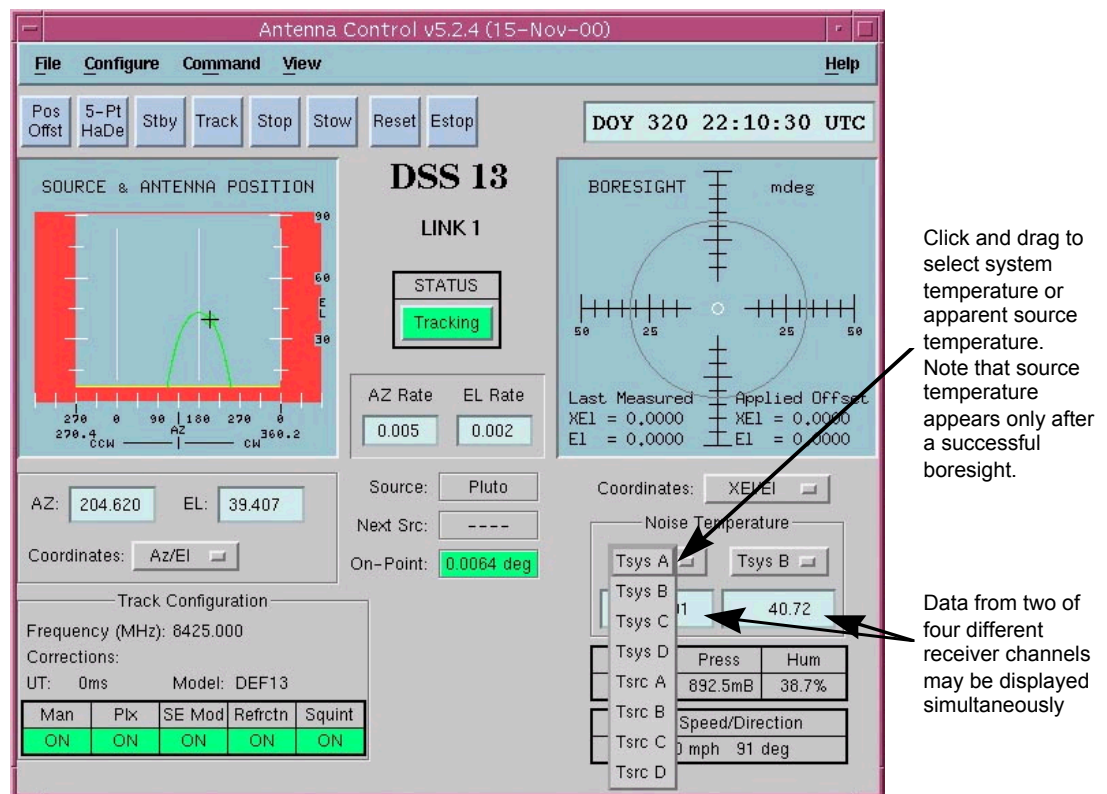 Antenna Control v5.2.4 (15-Nov-00)
File Configure Command View Help
Pos Offst
5-Pt HaDe
Stby
Track
Stop
Stow
Reset
Estop
DOY 320 22:10:30 UTC
SOURCE & ANTENNA POSITION
90
60
E
L
30
270 0 90 180 270 0
270.4 AZ 360.2
CCW CW
DSS 13
LINK 1
STATUS
Tracking
AZ Rate EL Rate
0.005 0.002
BORESIGHT mdeg
50 25 25 50
Last Measured Applied Offset
XEl = 0.0000 XEl = 0.0000
El = 0.0000 El = 0.0000
AZ: 204.620 EL: 39.407
Coordinates: Az/El
Source: Pluto
Next Src: ----
On-Point: 0.0064 deg
Coordinates: XEl/El
Noise Temperature
Tsys A
Tsys B
Tsys C
Tsys D
Tsrc A
Tsrc B
Tsrc C
Tsrc D
Tsys B
40.72
Press Hum
892.5mB 38.7%
Speed/Direction
mph 91 deg
Track Configuration
Frequency (MHz): 8425.000
Corrections:
UT: 0ms Model: DEF13
Man Plx SE Mod Refrctn Squint
ON ON ON ON ON
Click and drag to
select system
temperature or
apparent source
temperature.
Note that source
temperature
appears only after
a successful
boresight.
Data from two of
four different
receiver channels
may be displayed
simultaneously